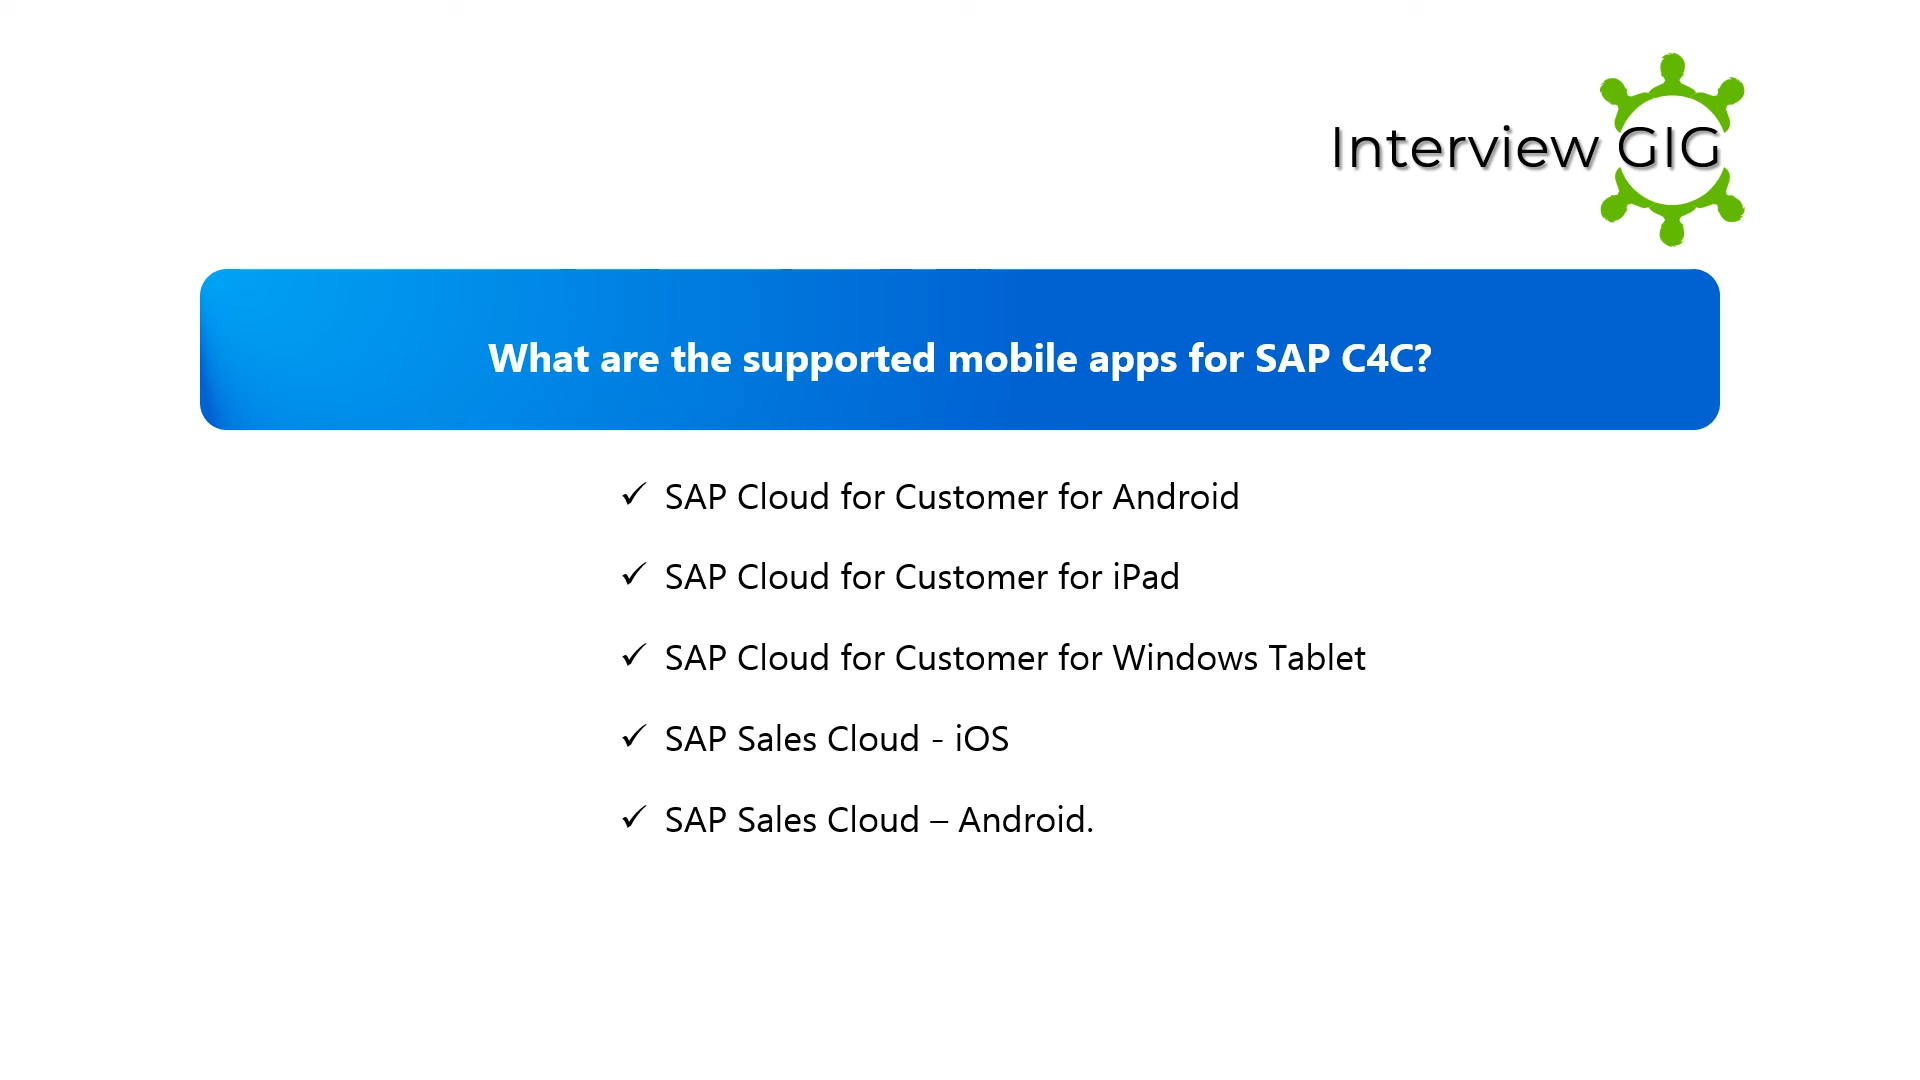 Interview GIG
What are the supported mobile apps for SAP C4C?
✓ SAP Cloud for Customer for Android
✓ SAP Cloud for Customer for iPad
✓ SAP Cloud for Customer for Windows Tablet
✓ SAP Sales Cloud - iOS
✓ SAP Sales Cloud – Android.